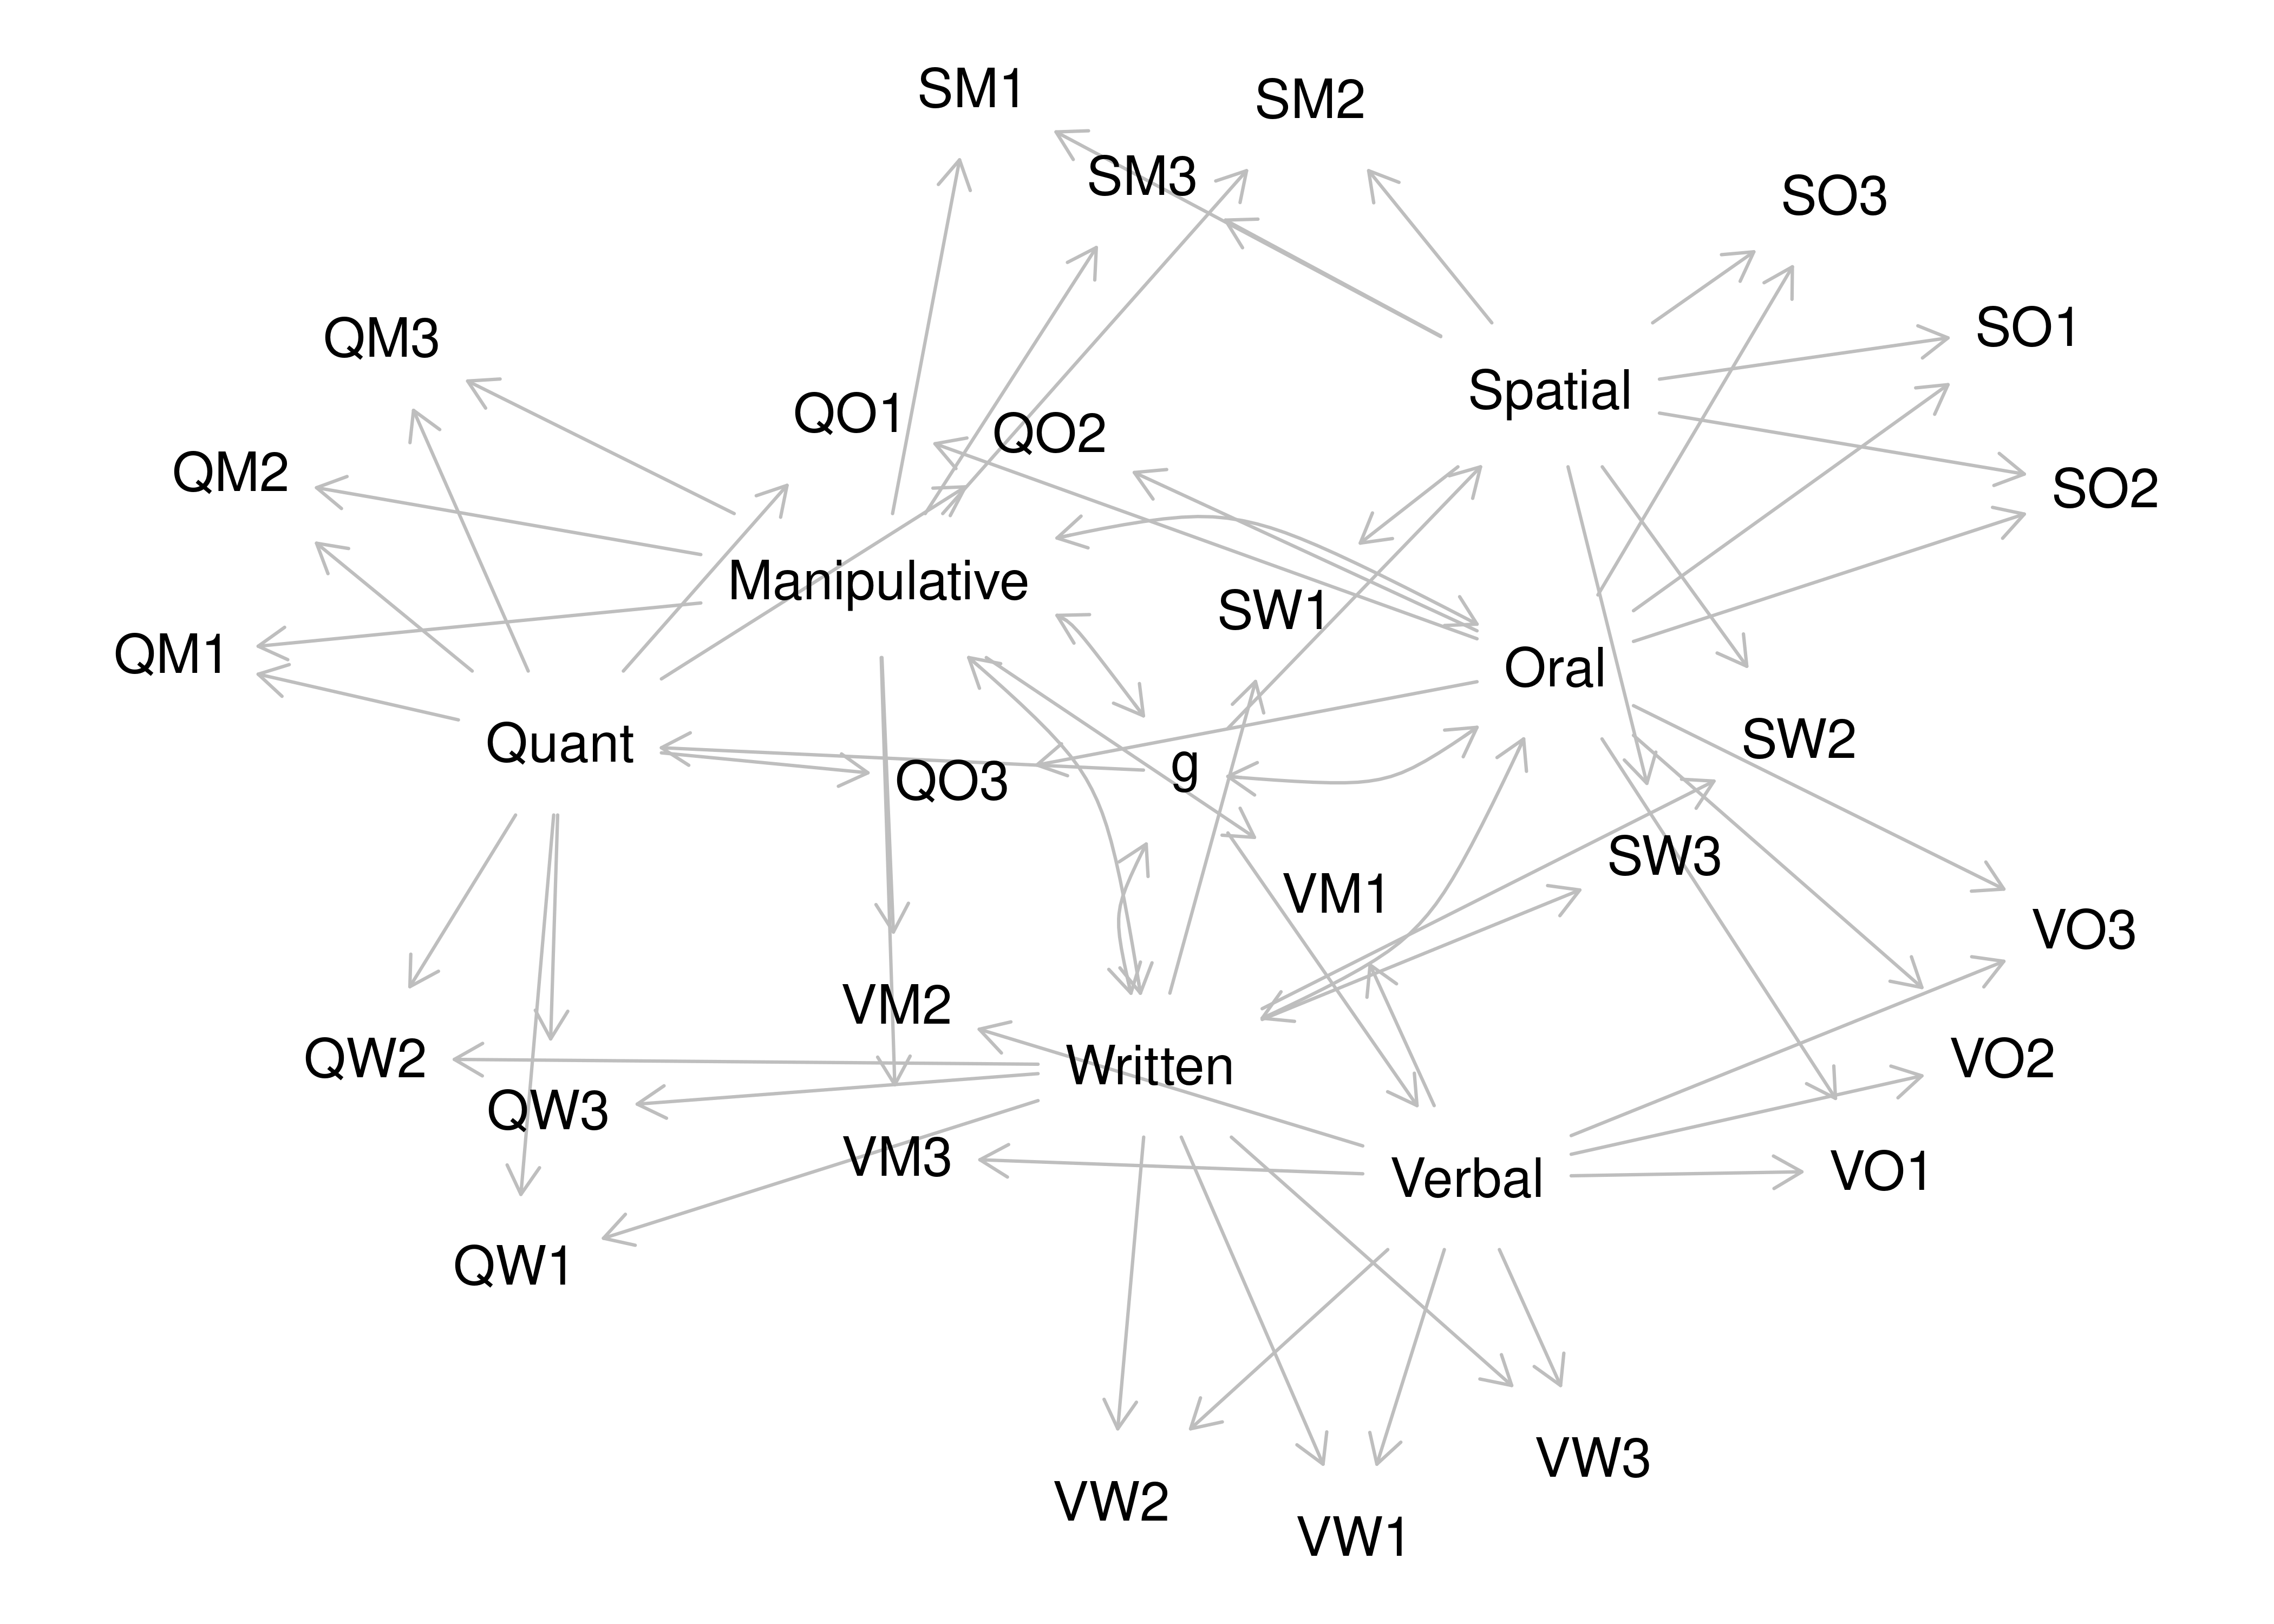 SM1
SM2
SM3
SO3
QM3
SO1
Spatial
QO1
QO2
QM2
SO2
Manipulative
SW1
QM1
Oral
Quant
SW2
g
QO3
SW3
VM1
VO3
VM2
QW2
Written
VO2
QW3
VM3
Verbal
VO1
QW1
VW3
VW2
VW1